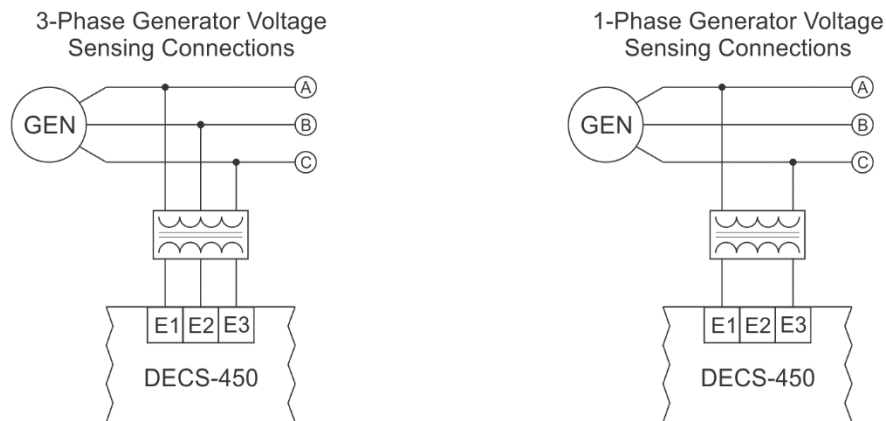 3-Phase Generator Voltage
Sensing Connections
GEN
A
B
C
E1 E2 E3
DECS-450
1-Phase Generator Voltage
Sensing Connections
GEN
A
B
C
E1 E2 E3
DECS-450